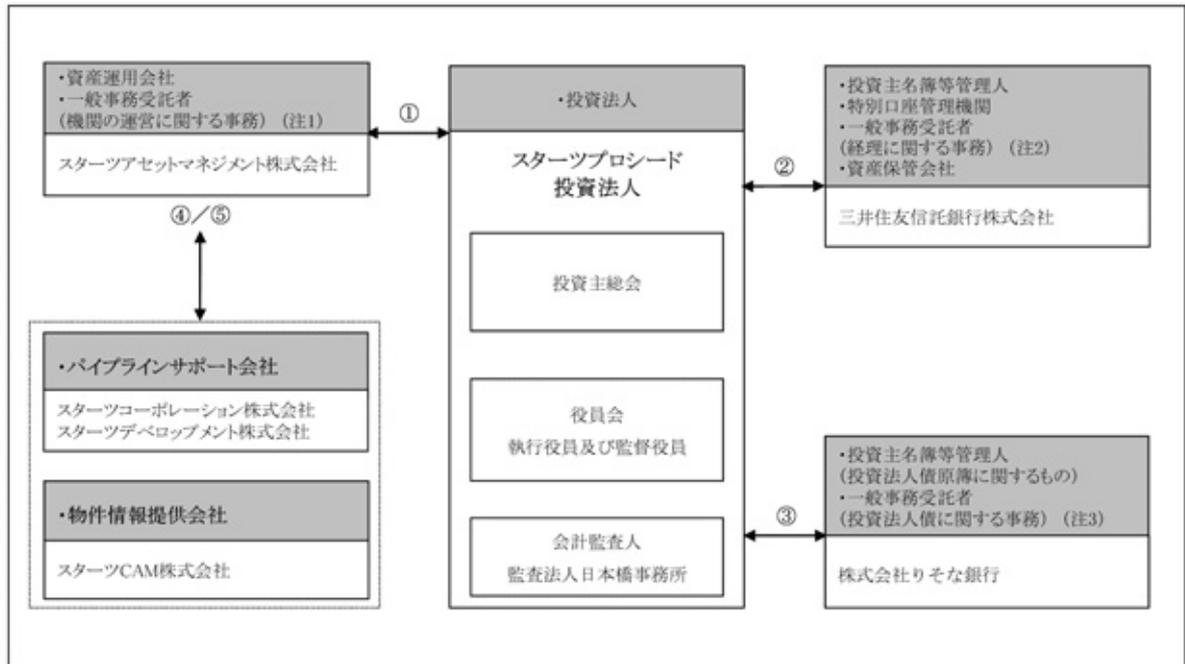 ・資産運用会社
・一般事務受託者
(機関の運営に関する事務) (注1)
スターツアセットマネジメント株式会社
①
④／⑤
・パイプラインサポート会社
スターツコーポレーション株式会社
スターツデベロップメント株式会社
・物件情報提供会社
スターツCAM株式会社
・投資法人
スターツプロシード
投資法人
投資主総会
役員会
執行役員及び監督役員
会計監査人
監査法人日本橋事務所
②
・投資主名簿等管理人
・特別口座管理機関
・一般事務受託者
(経理に関する事務) (注2)
・資産保管会社
三井住友信託銀行株式会社
③
・投資主名簿等管理人
(投資法人債原簿に関するもの)
・一般事務受託者
(投資法人債に関する事務) (注3)
株式会社りそな銀行